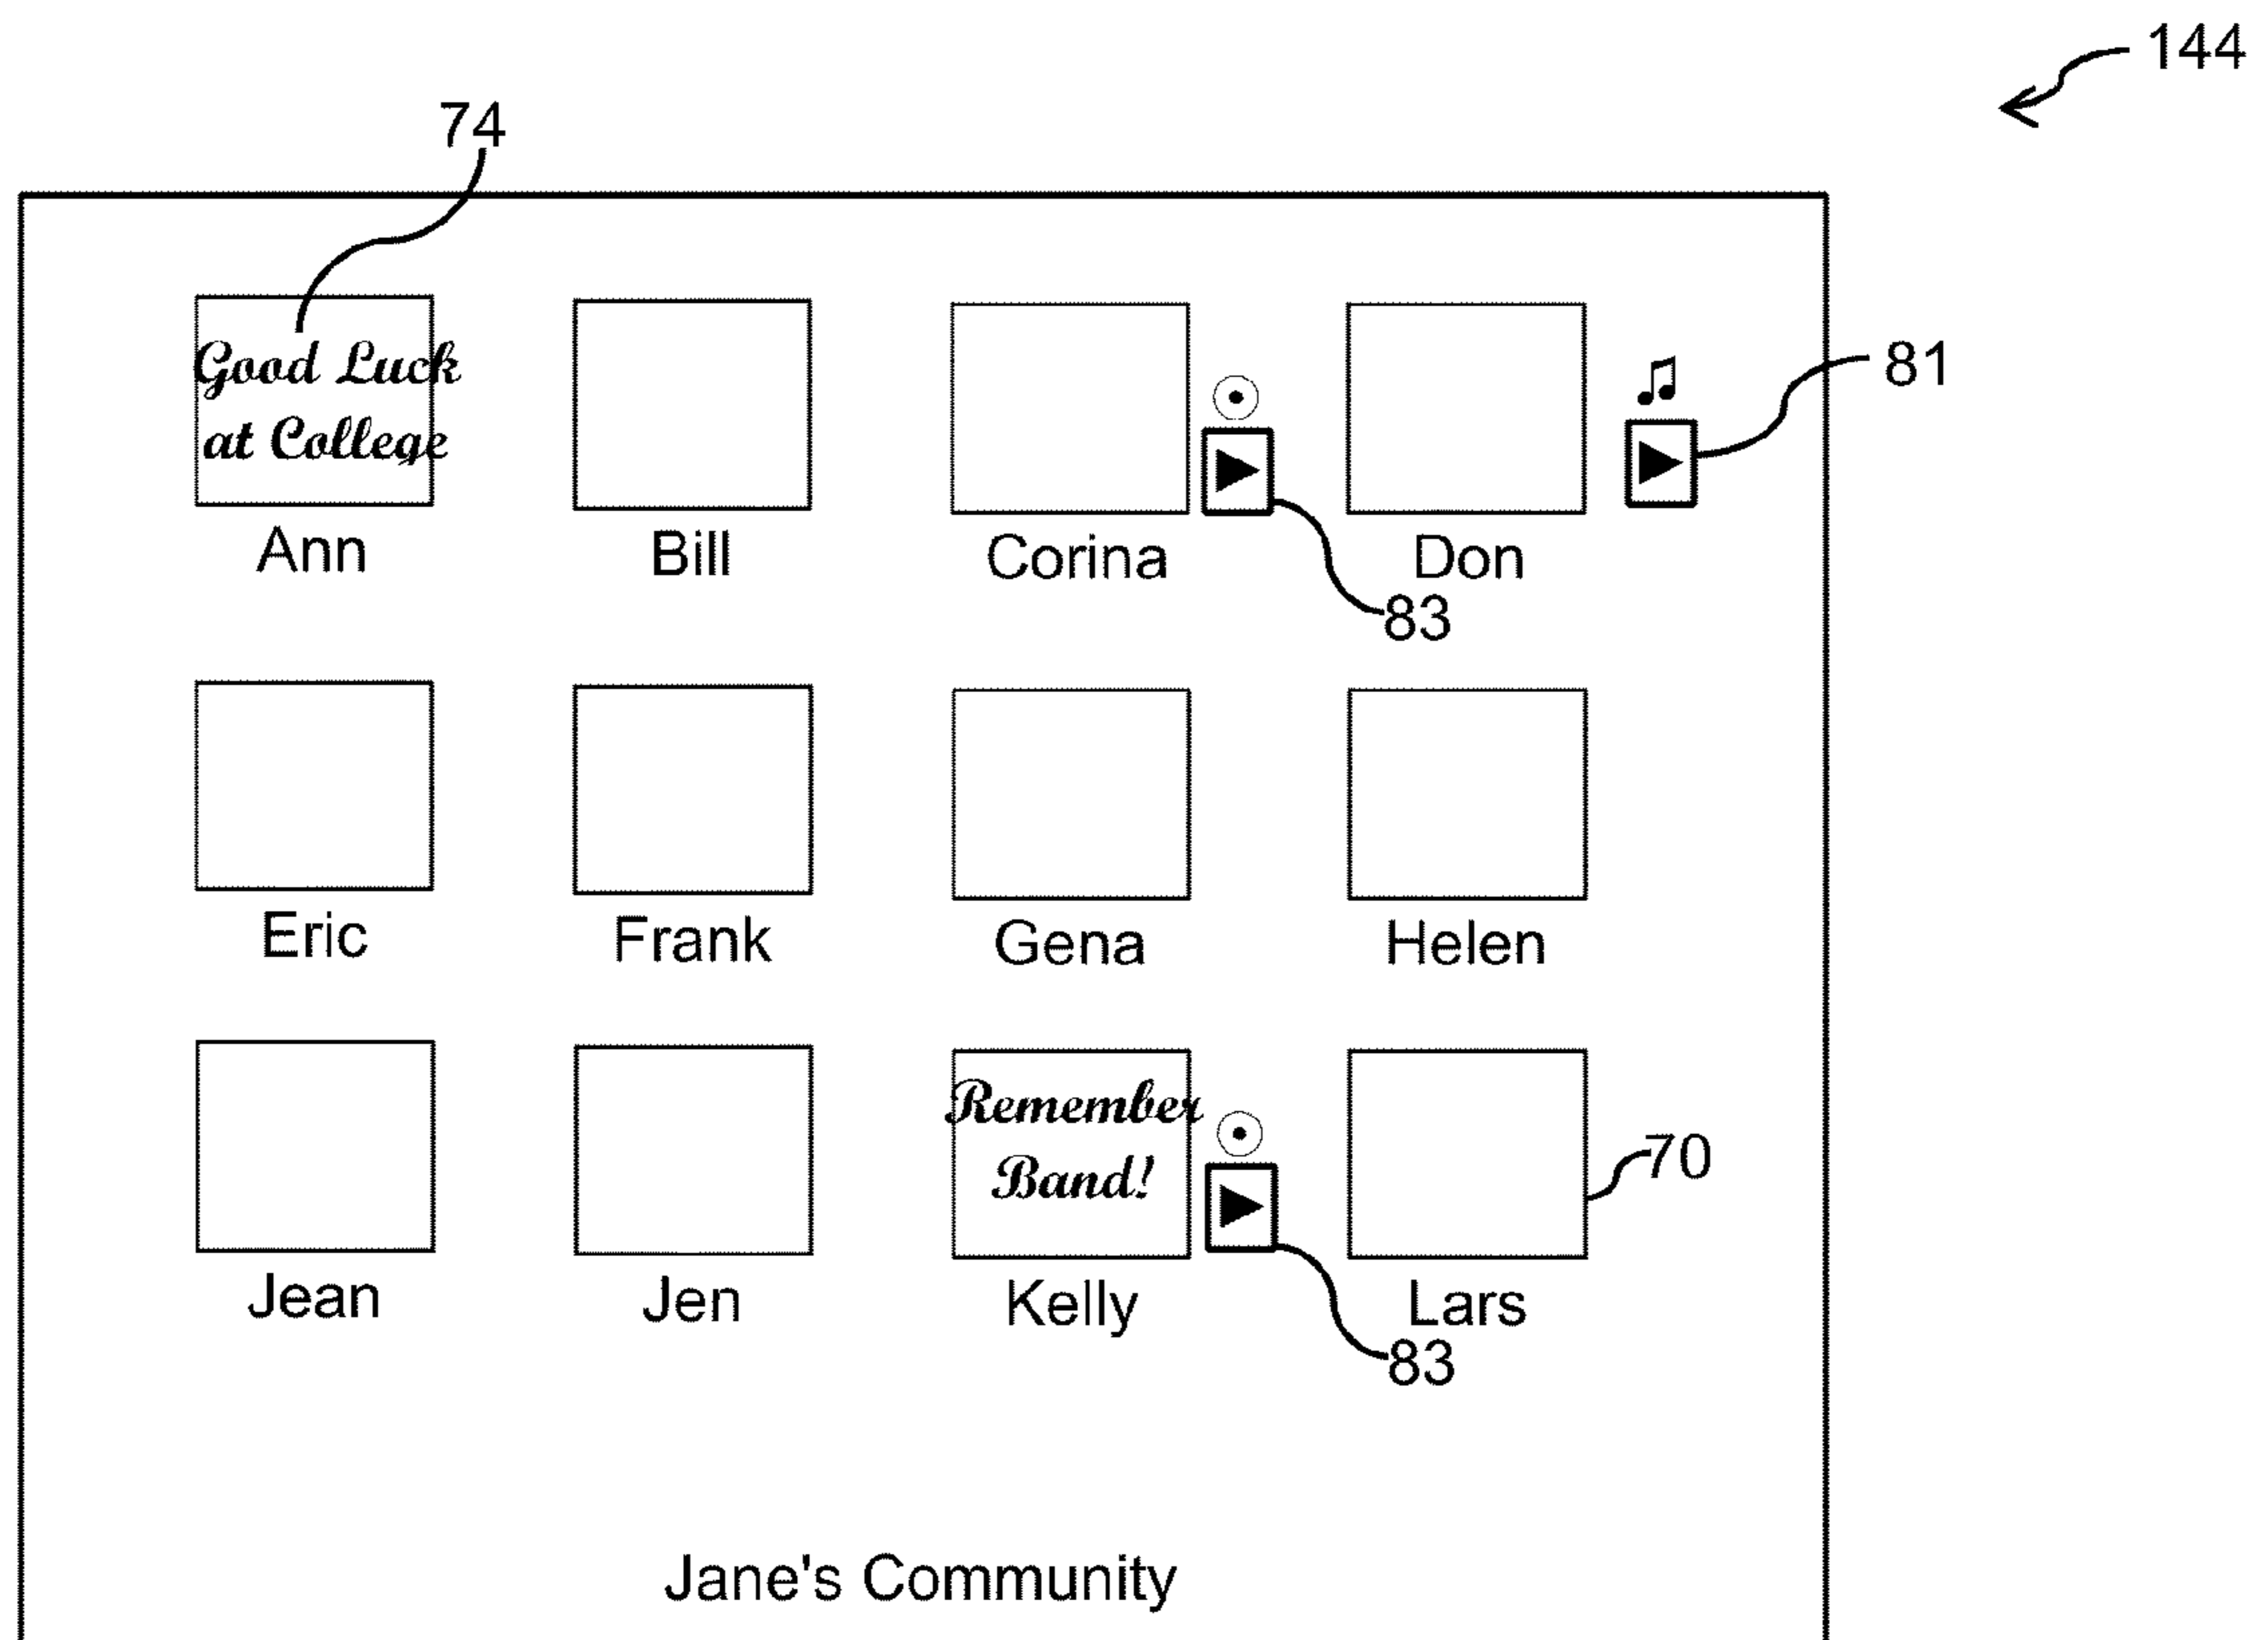 144
74
Good Luck
at College
81
Ann Bill Corina Don
83
Eric Frank Gena Helen
Remember
Band!
70
Jean Jen Kelly Lars
83
Jane's Community